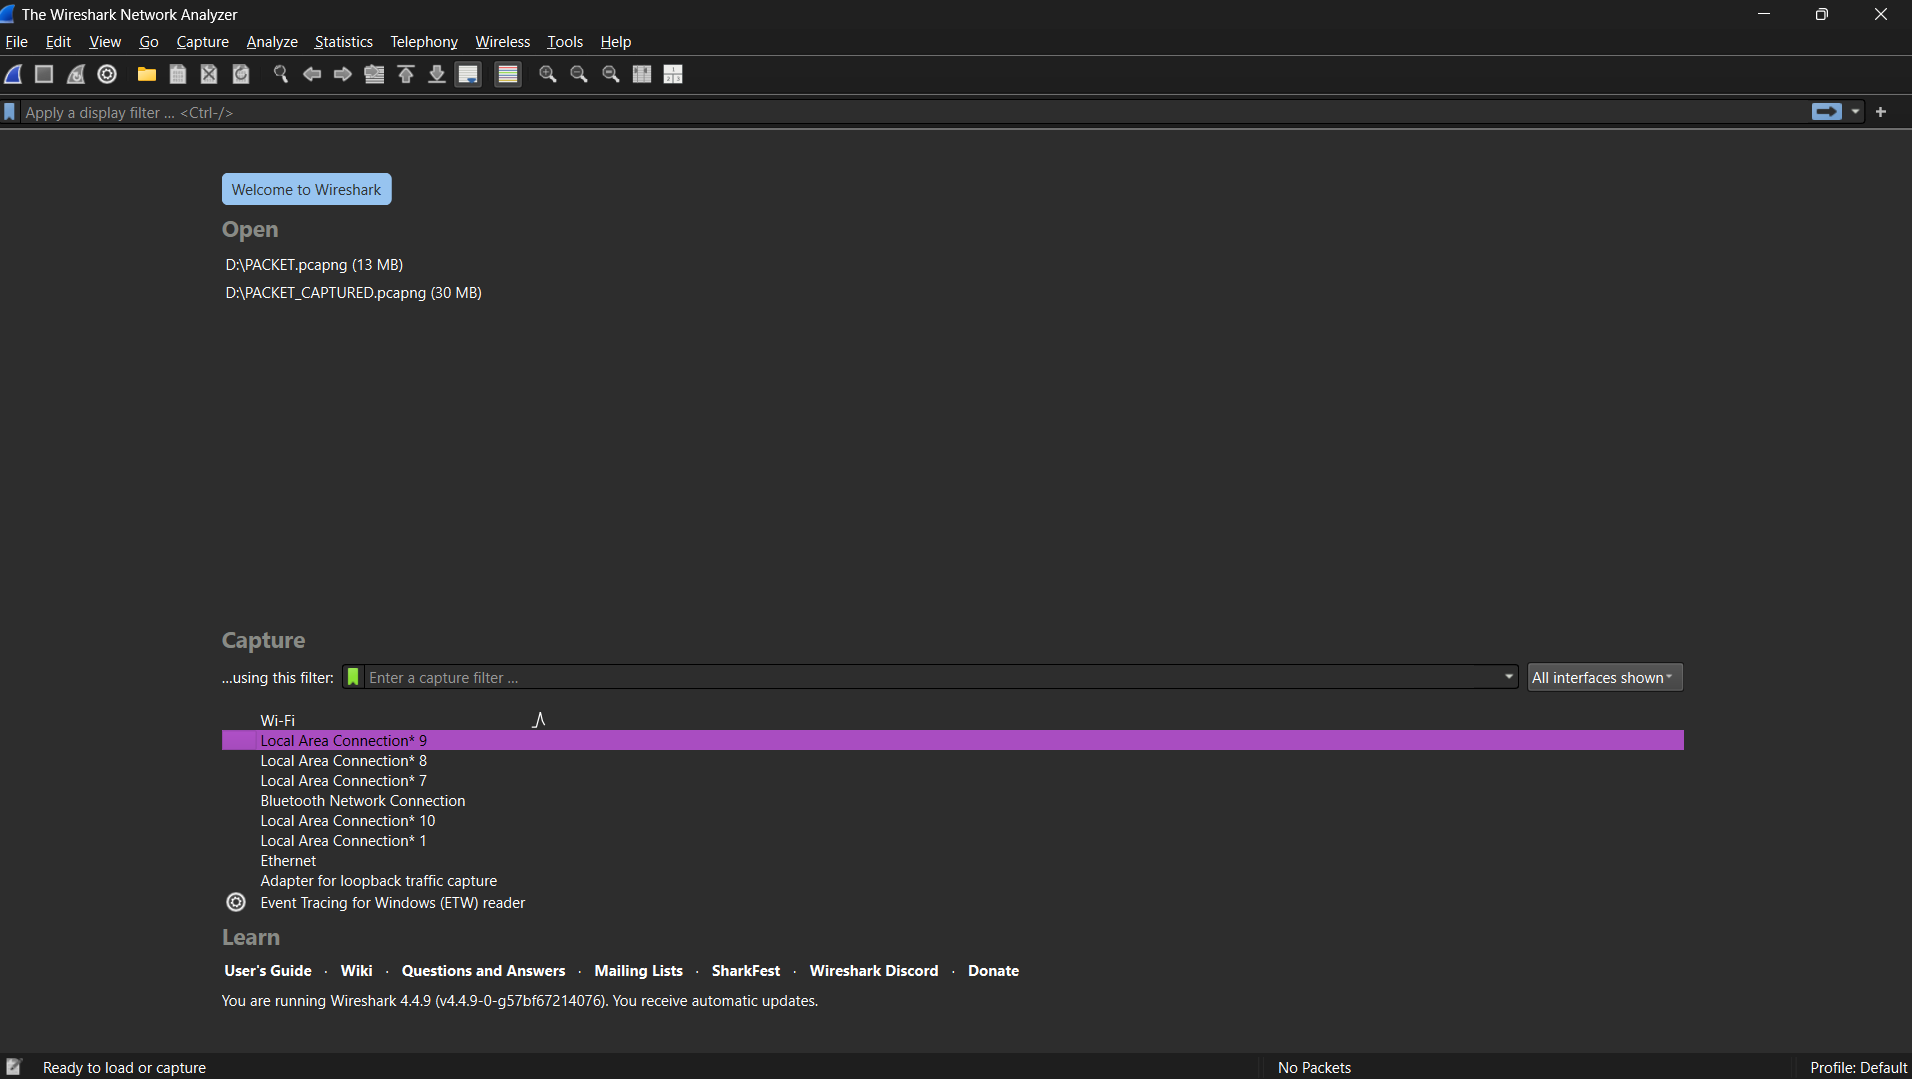 The Wireshark Network Analyzer
File Edit View Go Capture Analyze Statistics Telephony Wireless Tools Help
Apply a display filter ... <Ctrl-/>
Welcome to Wireshark
Open
D:\PACKET.pcapng (13 MB)
D:\PACKET_CAPTURED.pcapng (30 MB)
Capture
...using this filter: Enter a capture filter ... All interfaces shown
Wi-Fi
Local Area Connection* 9
Local Area Connection* 8
Local Area Connection* 7
Bluetooth Network Connection
Local Area Connection* 10
Local Area Connection* 1
Ethernet
Adapter for loopback traffic capture
Event Tracing for Windows (ETW) reader
Learn
User's Guide · Wiki · Questions and Answers · Mailing Lists · SharkFest · Wireshark Discord · Donate
You are running Wireshark 4.4.9 (v4.4.9-0-g57bf67214076). You receive automatic updates.
Ready to load or capture No Packets Profile: Default